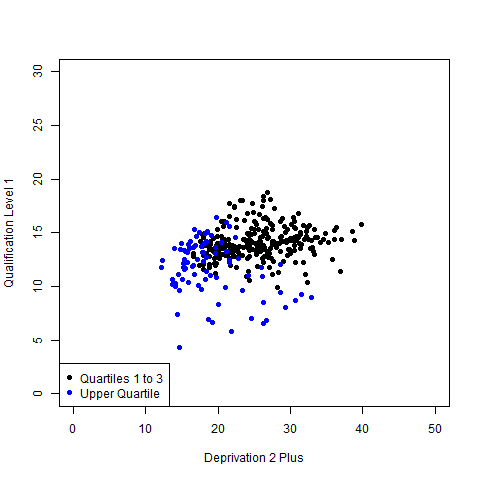 30
25
20
15
10
5
0
Qualification Level 1
Quartiles 1 to 3
Upper Quartile
0 10 20 30 40 50
Deprivation 2 Plus